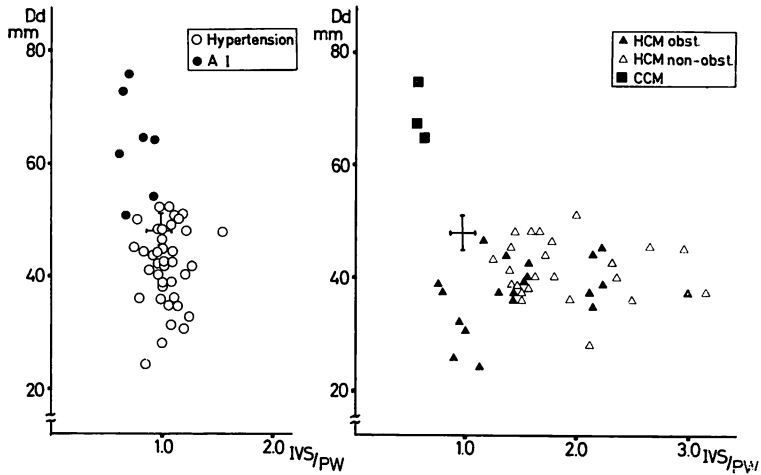 Dd
mm
80
60
40
20
1.0
2.0
IVS/PW
Hypertension
A I
Dd
mm
80
60
40
20
1.0
2.0
3.0
IVS/PW
HCM obst.
HCM non-obst.
CCM